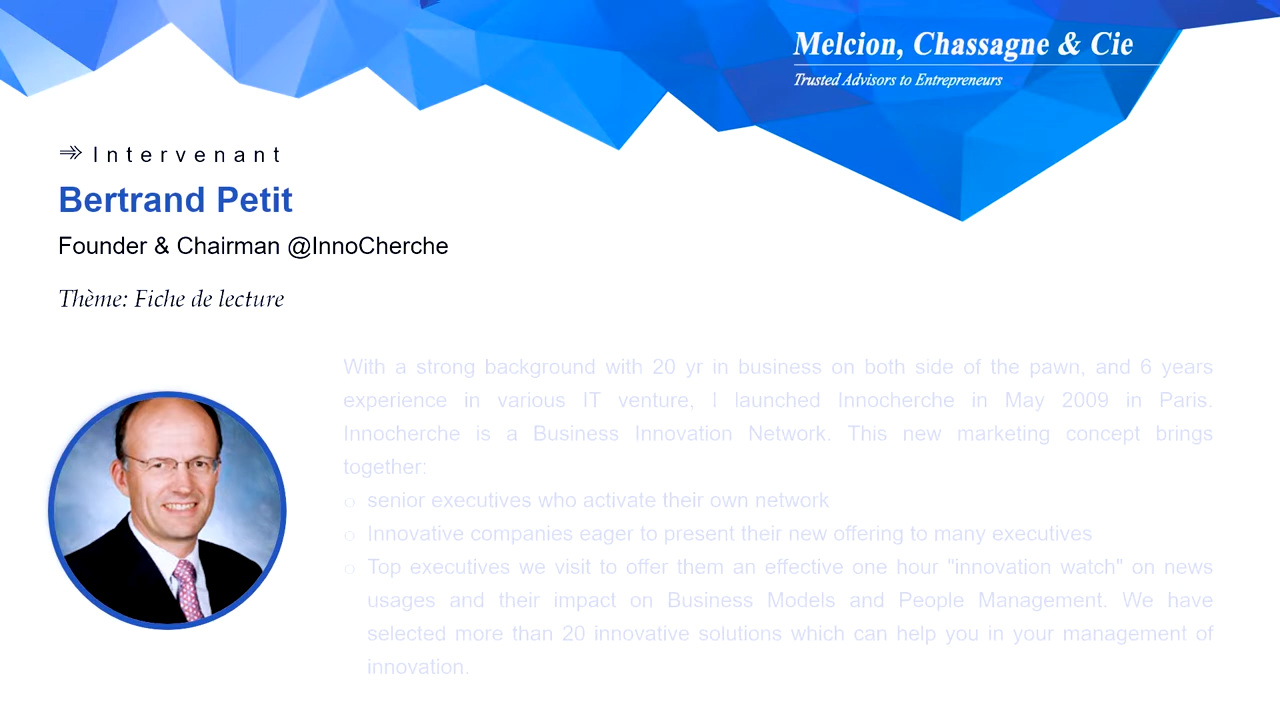 Melcion, Chassagne & Cie
Trusted Advisors to Entrepreneurs
Intervenant
Bertrand Petit
Founder & Chairman @InnoCherche
Thème: Fiche de lecture
With a strong background with 20 yr in business on both side of the pawn, and 6 years
experience in various IT venture, I launched Innocherche in May 2009 in Paris.
Innocherche is a Business Innovation Network. This new marketing concept brings
together:
o senior executives who activate their own network
o Innovative companies eager to present their new offering to many executives
o Top executives we visit to offer them an effective one hour "innovation watch" on news
usages and their impact on Business Models and People Management. We have
selected more than 20 innovative solutions which can help you in your management of
innovation.